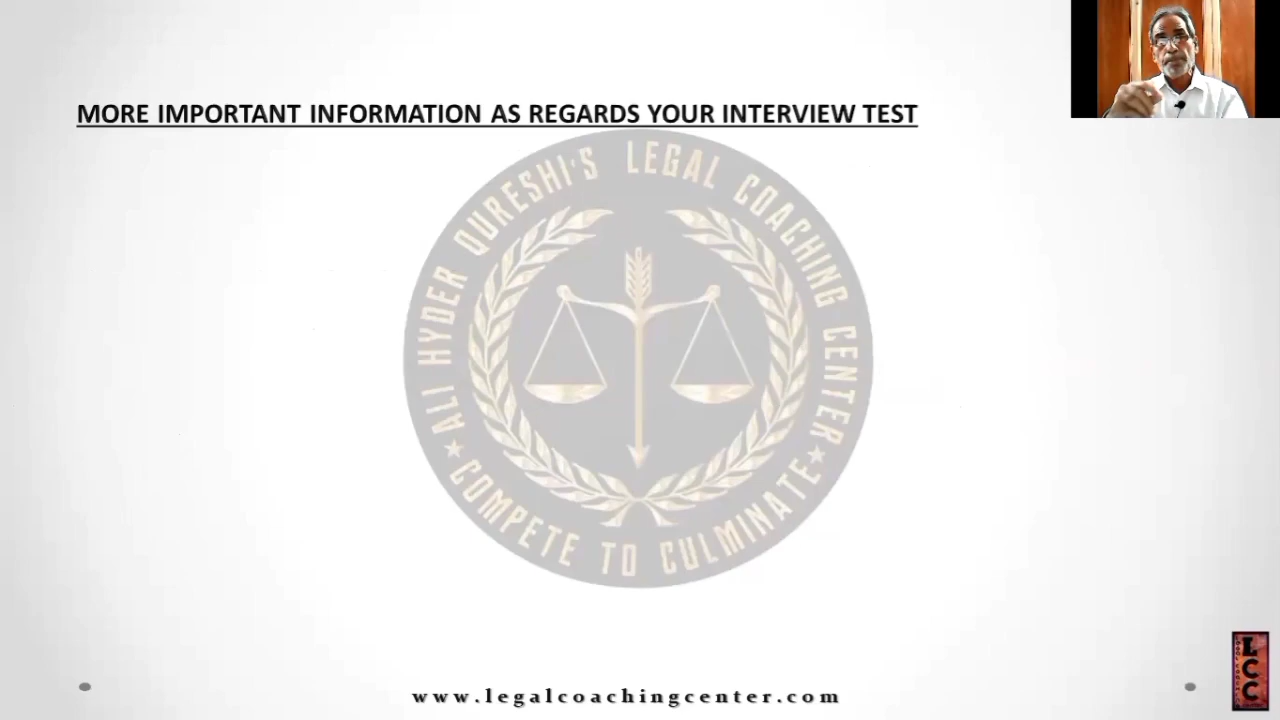 MORE IMPORTANT INFORMATION AS REGARDS YOUR INTERVIEW TEST
ALI HYDER QURESHI'S LEGAL COACHING CENTER
COMPETE TO CULMINATE
LCC
www.legalcoachingcenter.com